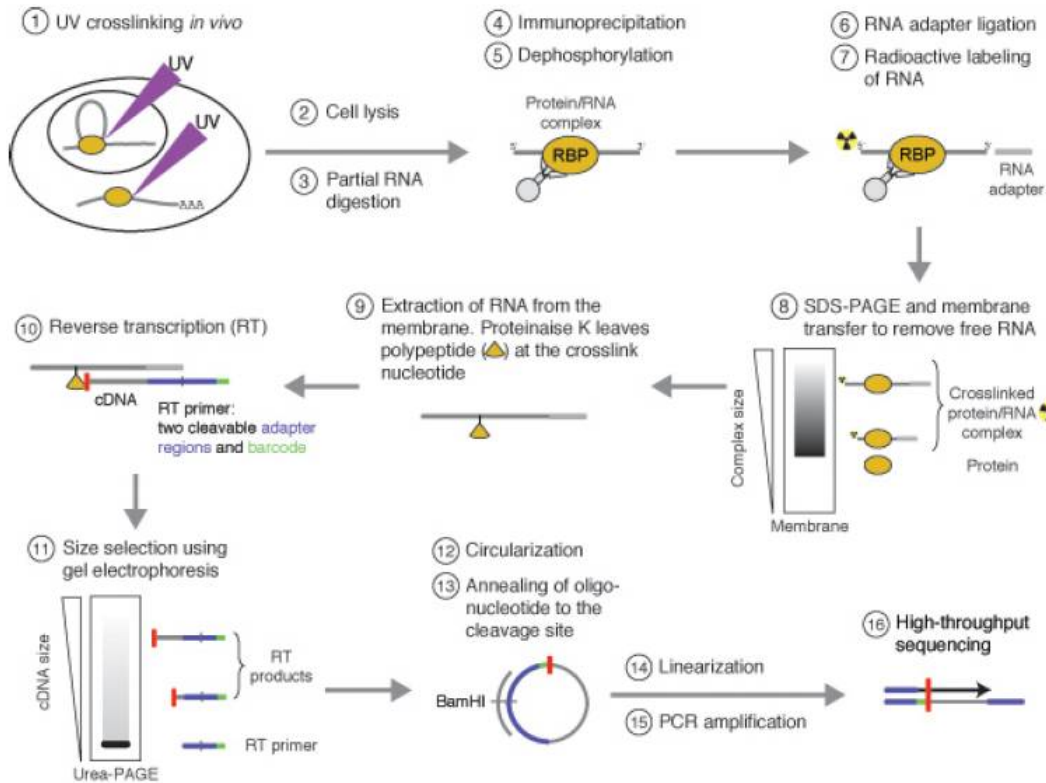 1 UV crosslinking in vivo
UV
UV
AAA
2 Cell lysis
3 Partial RNA
digestion
4 Immunoprecipitation
5 Dephosphorylation
Protein/RNA
complex
5' RBP 3'
6 RNA adapter ligation
7 Radioactive labeling
of RNA
5' RBP 3'
RNA
adapter
8 SDS-PAGE and membrane
transfer to remove free RNA
Complex size
Crosslinked
protein/RNA
complex
Protein
Membrane
9 Extraction of RNA from the
membrane. Proteinaise K leaves
polypeptide ( ) at the crosslink
nucleotide
10 Reverse transcription (RT)
cDNA
RT primer:
two cleavable adapter
regions and barcode
11 Size selection using
gel electrophoresis
cDNA size
RT
products
RT primer
Urea-PAGE
12 Circularization
13 Annealing of oligo-
nucleotide to the
cleavage site
BamHI
14 Linearization
15 PCR amplification
16 High-throughput
sequencing